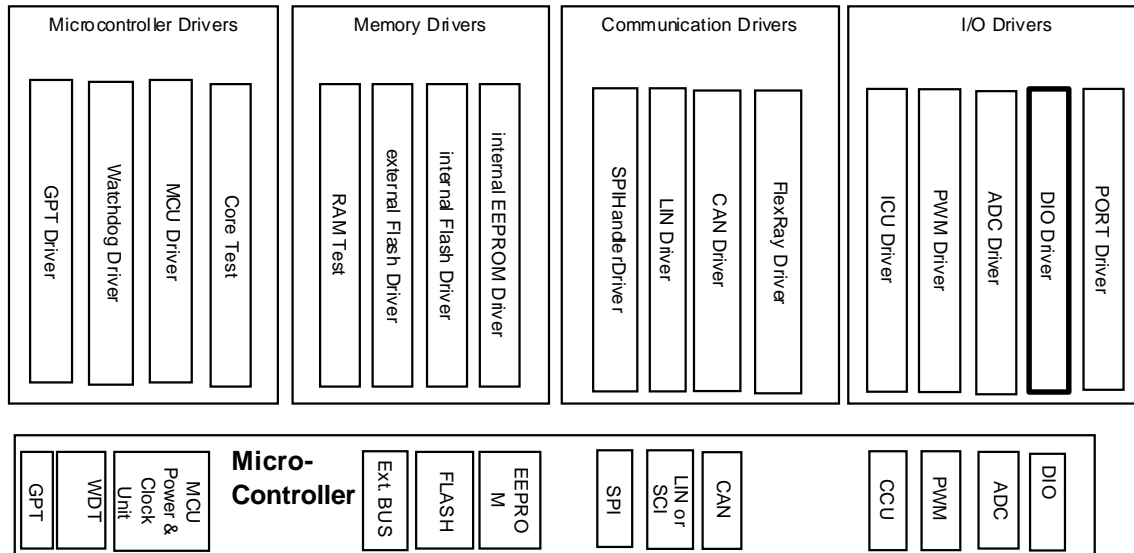 Microcontroller Drivers
Memory Drivers
Communication Drivers
I/O Drivers
GPT Driver
Watchdog Driver
MCU Driver
Core Test
RAM Test
external Flash Driver
internal Flash Driver
internal EEPROM Driver
SPIHandlerDriver
LIN Driver
CAN Driver
FlexRay Driver
ICU Driver
PWM Driver
ADC Driver
DIO Driver
PORT Driver
GPT
WDT
MCU
Power &
Clock
Unit
Micro-
Controller
Ext. BUS
FLASH
EEPRO
M
SPI
LIN or
SCI
CAN
CCU
PWM
ADC
DIO